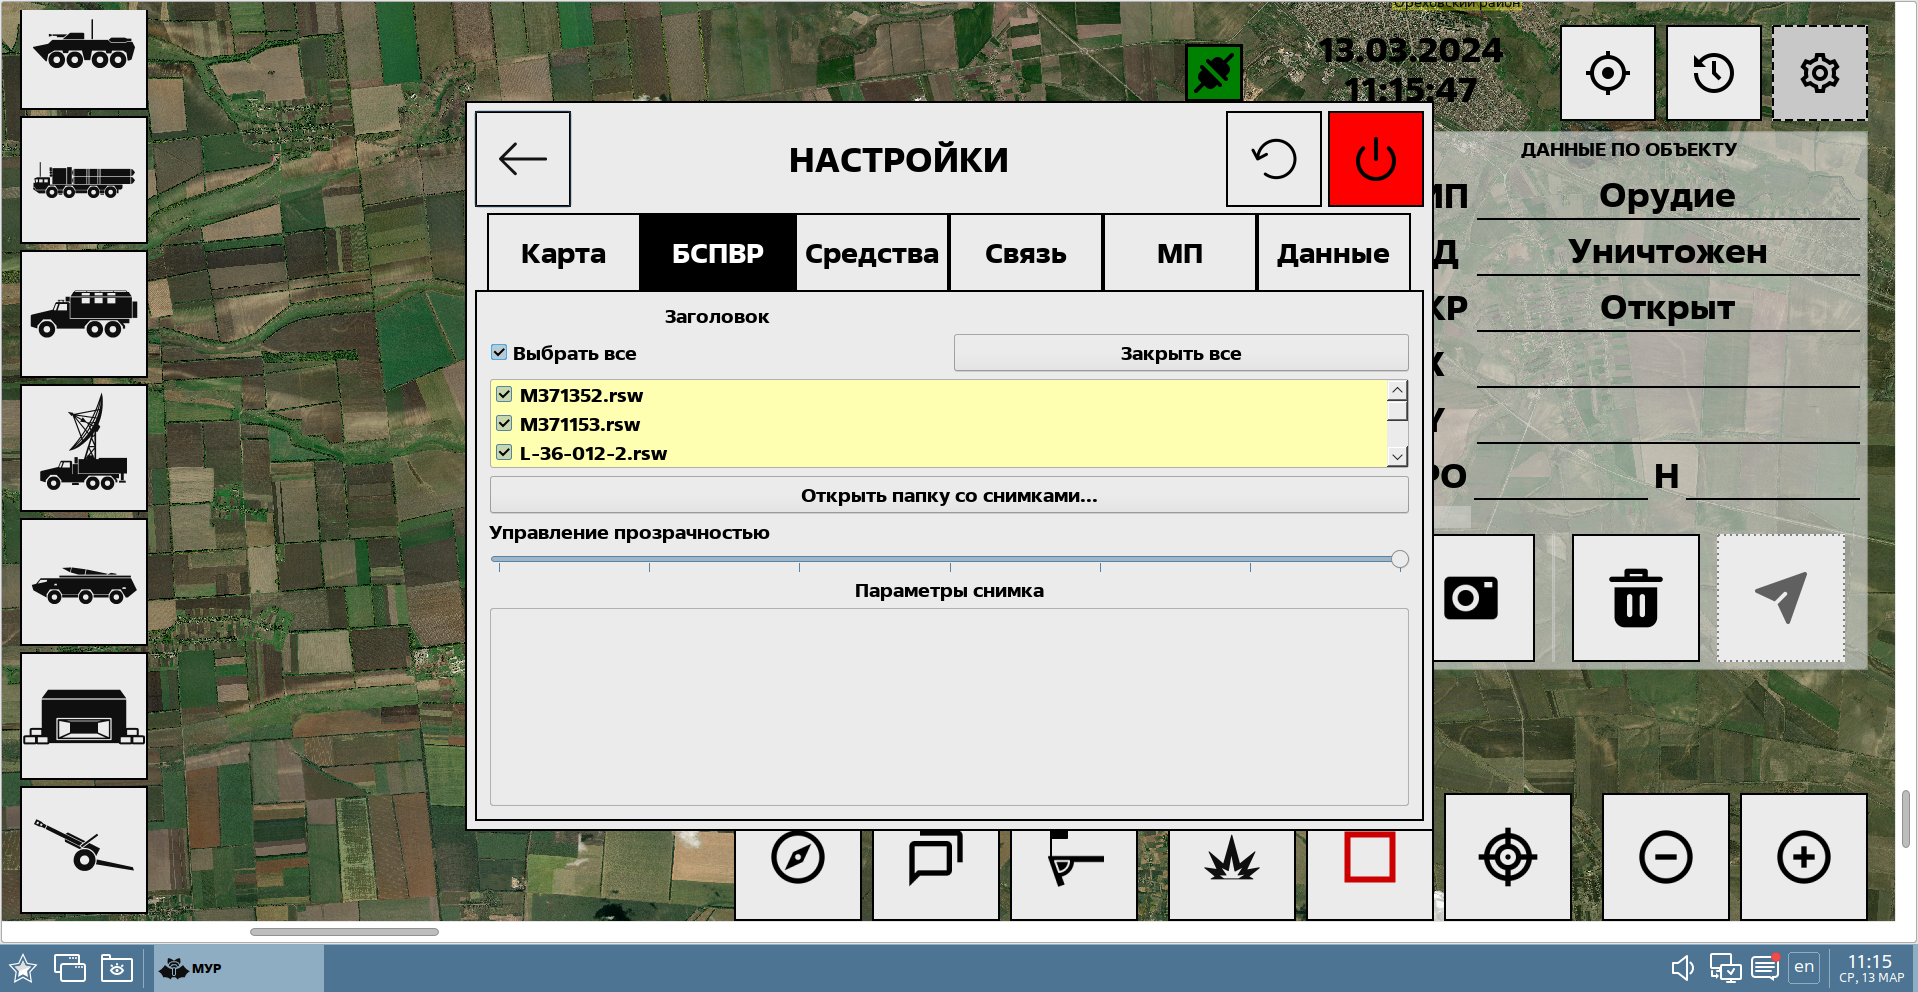 Ореховский район
13.03.2024
11:15:47
НАСТРОЙКИ
Карта
БСПВР
Средства
Связь
МП
Данные
Заголовок
Выбрать все
Закрыть все
M371352.rsw
M371153.rsw
L-36-012-2.rsw
Открыть папку со снимками...
Управление прозрачностью
Параметры снимка
ДАННЫЕ ПО ОБЪЕКТУ
ИП Орудие
Д Уничтожен
КР Открыт
X
Y
РО
Н
МУР
en
11:15
СР, 13 МАР